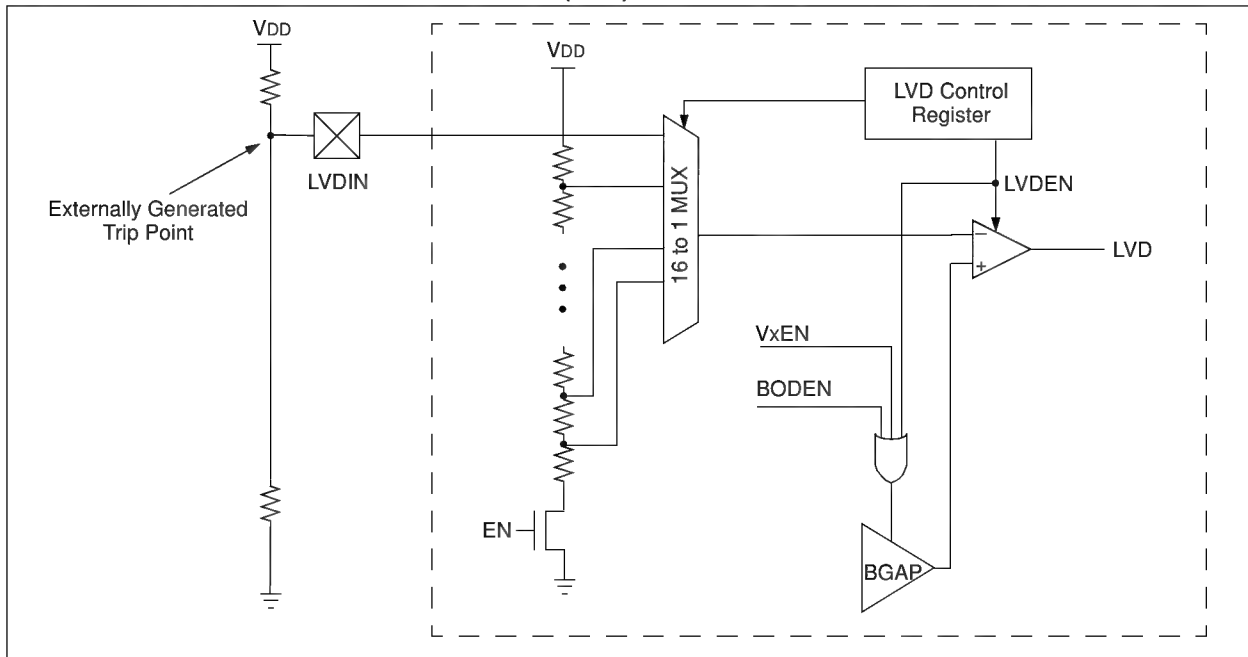 VDD
VDD
LVD Control
Register
LVDIN
16 to 1 MUX
LVDEN
Externally Generated
Trip Point
−
+
LVD
VxEN
BODEN
EN
BGAP